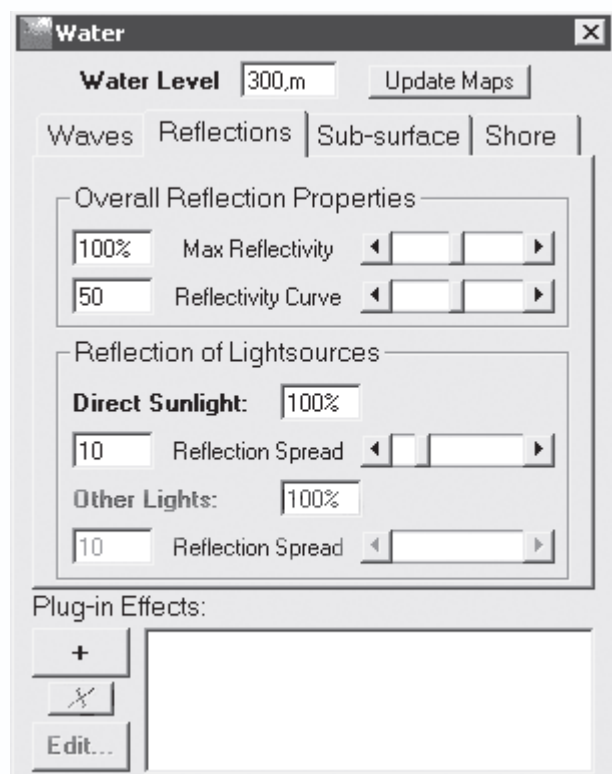 Water
Water Level 300,m Update Maps
Waves Reflections Sub-surface Shore
Overall Reflection Properties
100% Max Reflectivity
50 Reflectivity Curve
Reflection of Lightsources
Direct Sunlight: 100%
10 Reflection Spread
Other Lights: 100%
10 Reflection Spread
Plug-in Effects:
+
X
Edit...